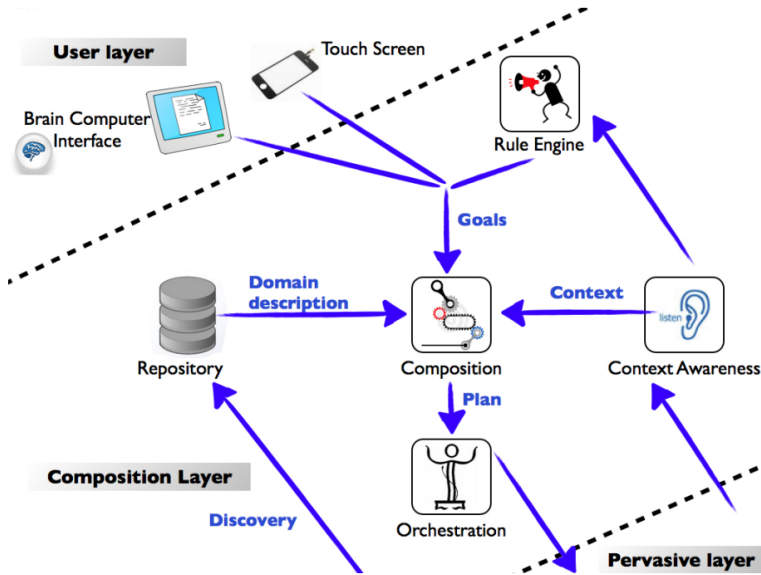 User layer
Touch Screen
Brain Computer
Interface
Rule Engine
Goals
Domain
description
Context
listen
Repository
Composition
Context Awareness
Plan
Composition Layer
Discovery
Orchestration
Pervasive layer